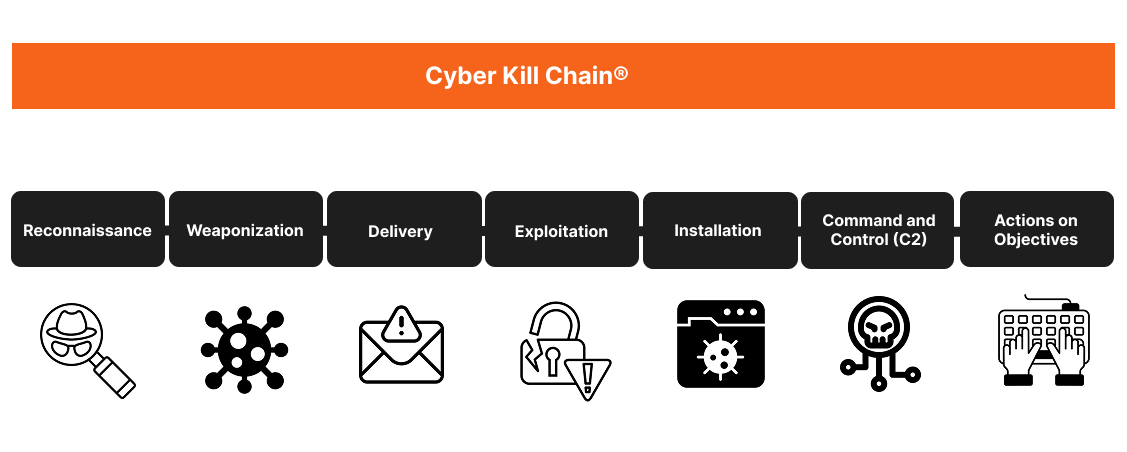 Cyber Kill Chain®
Reconnaissance
Weaponization
Delivery
Exploitation
Installation
Command and
Control (C2)
Actions on
Objectives